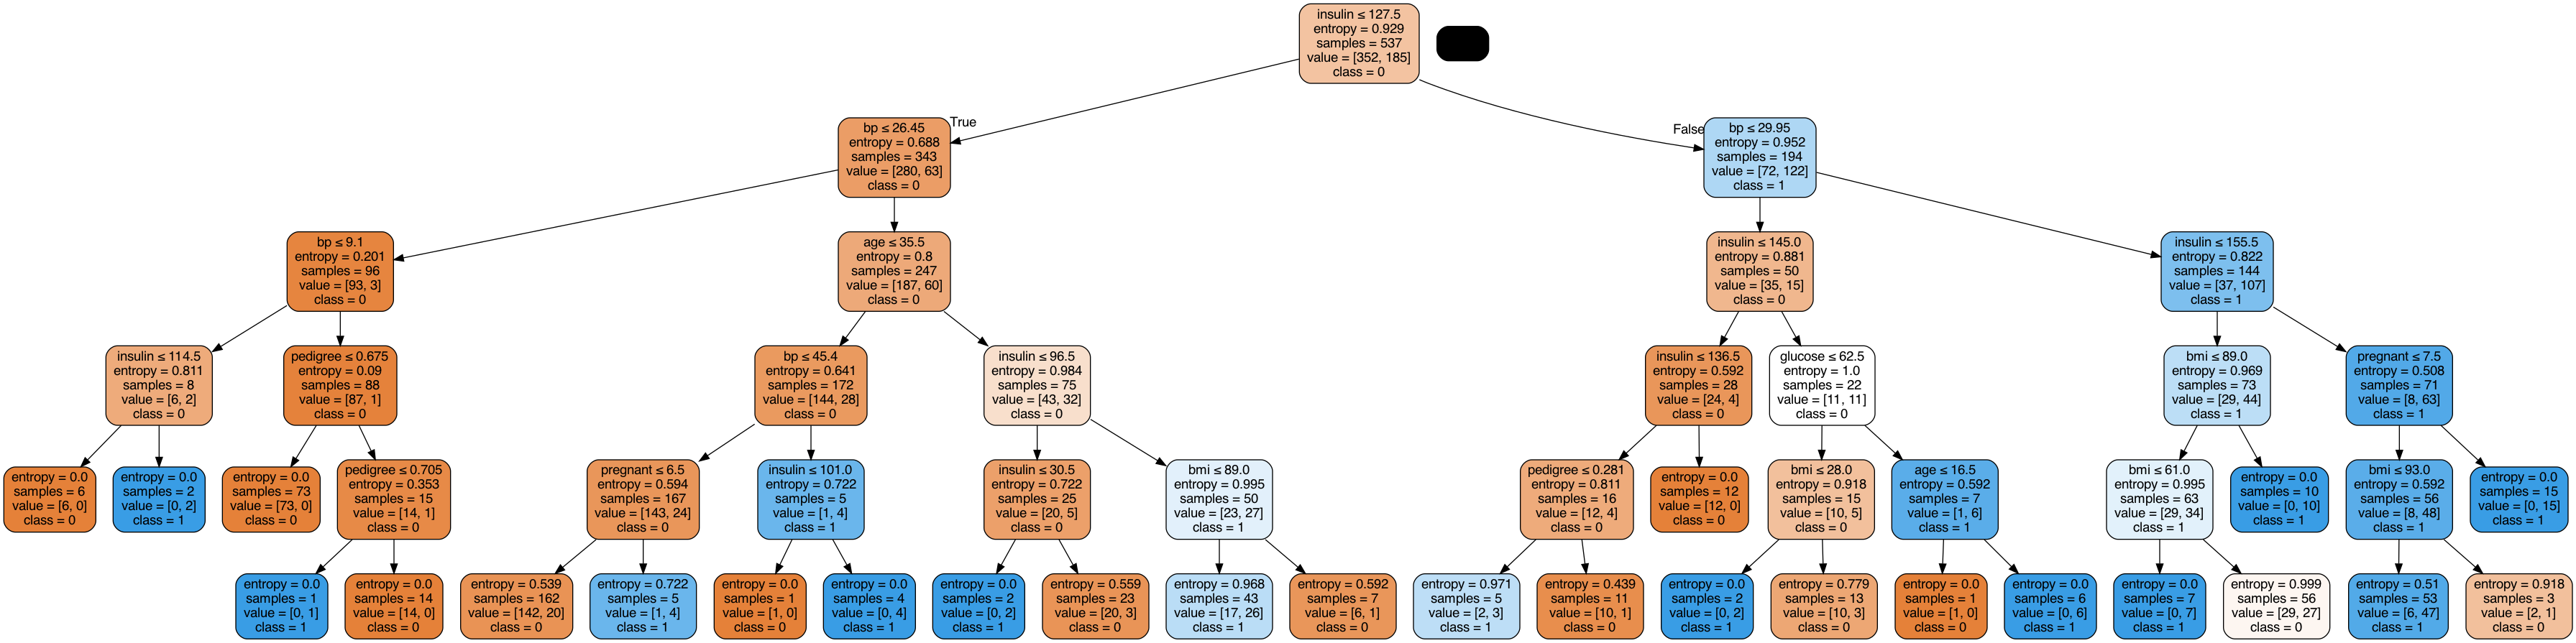 insulin ≤ 127.5
entropy = 0.929
samples = 537
value = [352, 185]
class = 0
True
False
bp ≤ 26.45
entropy = 0.688
samples = 343
value = [280, 63]
class = 0
bp ≤ 29.95
entropy = 0.952
samples = 194
value = [72, 122]
class = 1
bp ≤ 9.1
entropy = 0.201
samples = 96
value = [93, 3]
class = 0
age ≤ 35.5
entropy = 0.8
samples = 247
value = [187, 60]
class = 0
insulin ≤ 145.0
entropy = 0.881
samples = 50
value = [35, 15]
class = 0
insulin ≤ 155.5
entropy = 0.822
samples = 144
value = [37, 107]
class = 1
insulin ≤ 114.5
entropy = 0.811
samples = 8
value = [6, 2]
class = 0
pedigree ≤ 0.675
entropy = 0.09
samples = 88
value = [87, 1]
class = 0
bp ≤ 45.4
entropy = 0.641
samples = 172
value = [144, 28]
class = 0
insulin ≤ 96.5
entropy = 0.984
samples = 75
value = [43, 32]
class = 0
insulin ≤ 136.5
entropy = 0.592
samples = 28
value = [24, 4]
class = 0
glucose ≤ 62.5
entropy = 1.0
samples = 22
value = [11, 11]
class = 0
bmi ≤ 89.0
entropy = 0.969
samples = 73
value = [29, 44]
class = 1
pregnant ≤ 7.5
entropy = 0.508
samples = 71
value = [8, 63]
class = 1
entropy = 0.0
samples = 6
value = [6, 0]
class = 0
entropy = 0.0
samples = 2
value = [0, 2]
class = 1
entropy = 0.0
samples = 73
value = [73, 0]
class = 0
pedigree ≤ 0.705
entropy = 0.353
samples = 15
value = [14, 1]
class = 0
pregnant ≤ 6.5
entropy = 0.594
samples = 167
value = [143, 24]
class = 0
insulin ≤ 101.0
entropy = 0.722
samples = 5
value = [1, 4]
class = 1
insulin ≤ 30.5
entropy = 0.722
samples = 25
value = [20, 5]
class = 0
bmi ≤ 89.0
entropy = 0.995
samples = 50
value = [23, 27]
class = 1
pedigree ≤ 0.281
entropy = 0.811
samples = 16
value = [12, 4]
class = 0
entropy = 0.0
samples = 12
value = [12, 0]
class = 0
bmi ≤ 28.0
entropy = 0.918
samples = 15
value = [10, 5]
class = 0
age ≤ 16.5
entropy = 0.592
samples = 7
value = [1, 6]
class = 1
bmi ≤ 61.0
entropy = 0.995
samples = 63
value = [29, 34]
class = 1
entropy = 0.0
samples = 10
value = [0, 10]
class = 1
bmi ≤ 93.0
entropy = 0.592
samples = 56
value = [8, 48]
class = 1
entropy = 0.0
samples = 15
value = [0, 15]
class = 1
entropy = 0.0
samples = 1
value = [0, 1]
class = 1
entropy = 0.0
samples = 14
value = [14, 0]
class = 0
entropy = 0.539
samples = 162
value = [142, 20]
class = 0
entropy = 0.722
samples = 5
value = [1, 4]
class = 1
entropy = 0.0
samples = 1
value = [1, 0]
class = 0
entropy = 0.0
samples = 4
value = [0, 4]
class = 1
entropy = 0.0
samples = 2
value = [0, 2]
class = 1
entropy = 0.559
samples = 23
value = [20, 3]
class = 0
entropy = 0.968
samples = 43
value = [17, 26]
class = 1
entropy = 0.592
samples = 7
value = [6, 1]
class = 0
entropy = 0.971
samples = 5
value = [2, 3]
class = 1
entropy = 0.439
samples = 11
value = [10, 1]
class = 0
entropy = 0.0
samples = 2
value = [0, 2]
class = 1
entropy = 0.779
samples = 13
value = [10, 3]
class = 0
entropy = 0.0
samples = 1
value = [1, 0]
class = 0
entropy = 0.0
samples = 6
value = [0, 6]
class = 1
entropy = 0.0
samples = 7
value = [0, 7]
class = 1
entropy = 0.999
samples = 56
value = [29, 27]
class = 0
entropy = 0.51
samples = 53
value = [6, 47]
class = 1
entropy = 0.918
samples = 3
value = [2, 1]
class = 0